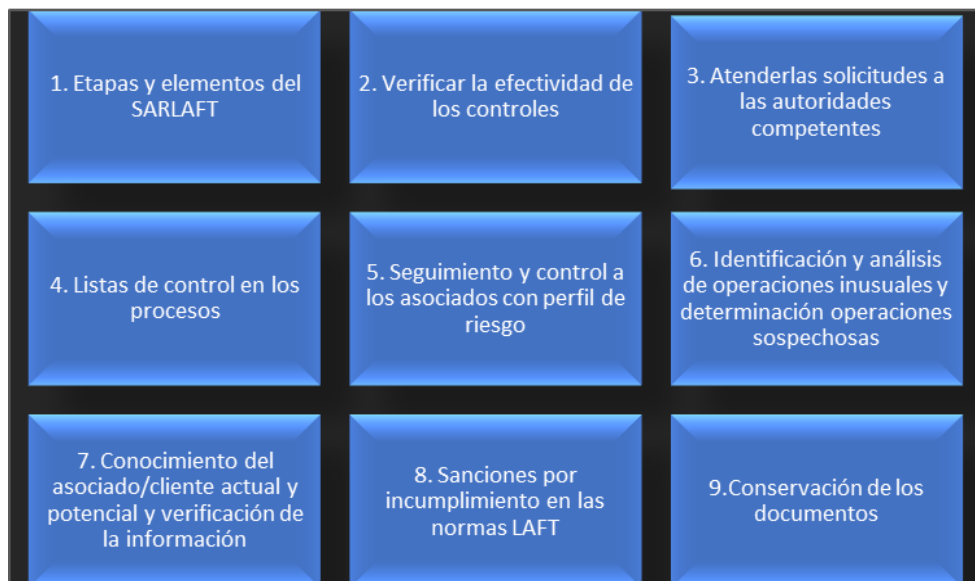 1. Etapas y elementos del
SARLAFT
2. Verificar la efectividad de
los controles
3. Atenderlas solicitudes a
las autoridades
competentes
4. Listas de control en los
procesos
5. Seguimiento y control a
los asociados con perfil de
riesgo
6. Identificación y análisis
de operaciones inusuales y
determinación operaciones
sospechosas
7. Conocimiento del
asociado/cliente actual y
potencial y verificación de
la información
8. Sanciones por
incumplimiento en las
normas LAFT
9.Conservación de los
documentos